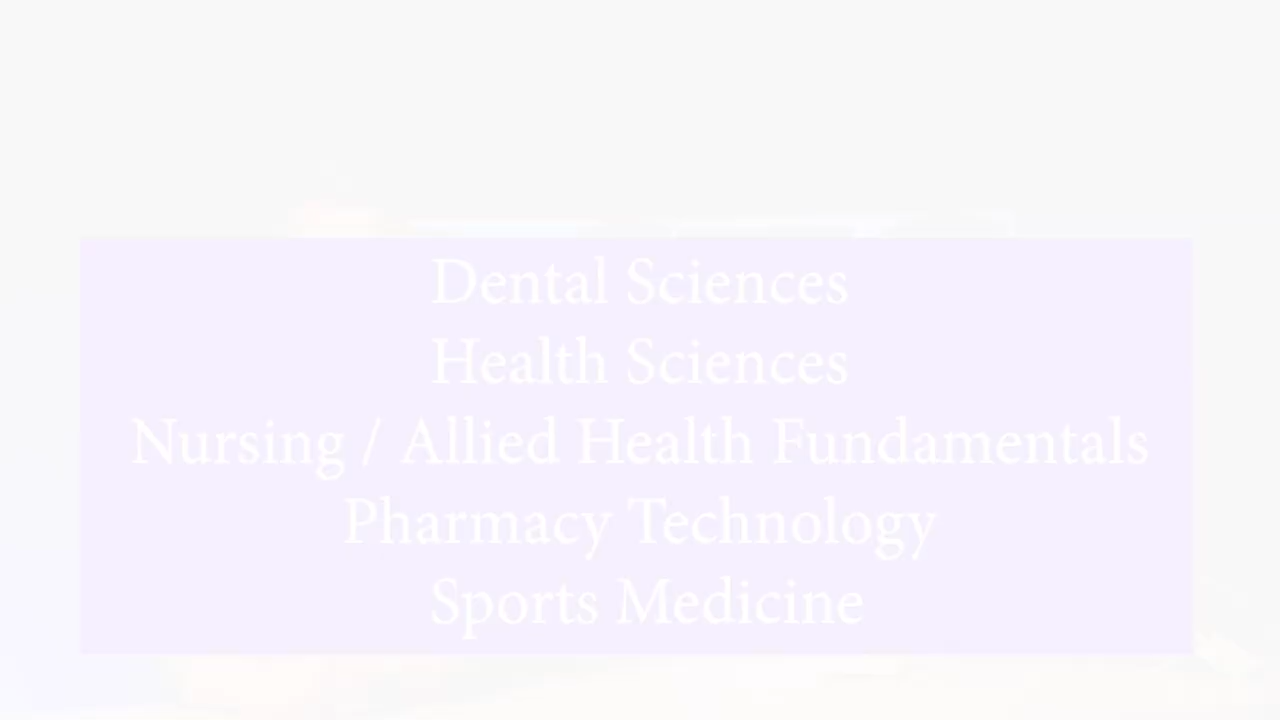 Dental Sciences
Health Sciences
Nursing / Allied Health Fundamentals
Pharmacy Technology
Sports Medicine